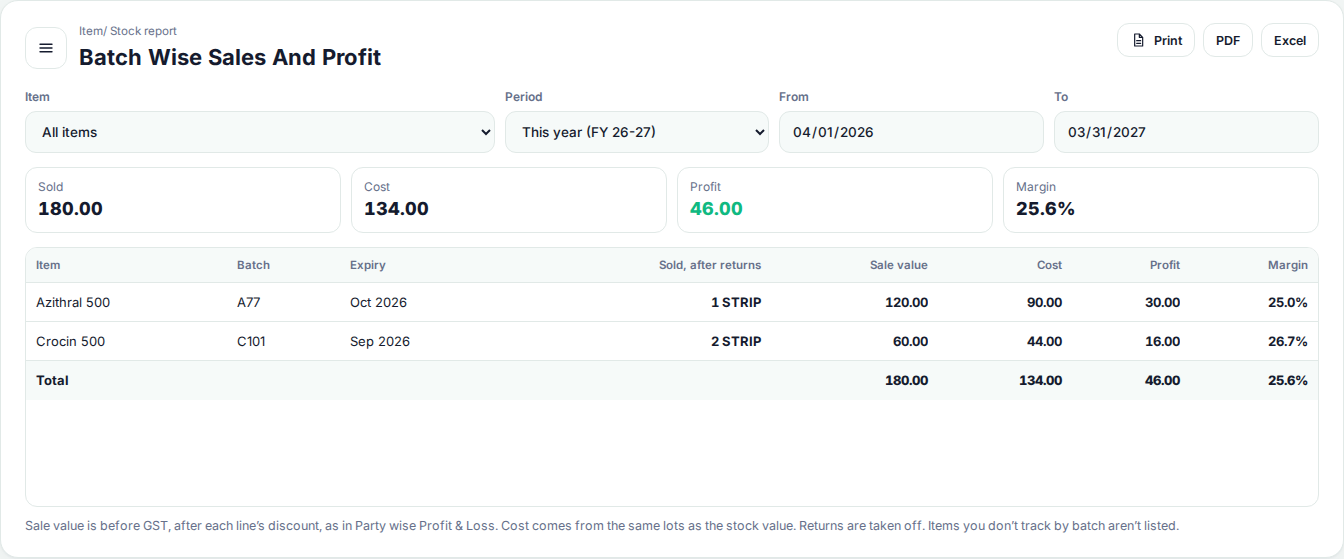 Item/ Stock report
Batch Wise Sales And Profit
Print PDF Excel
Item Period From To
All items This year (FY 26-27) 04/01/2026 03/31/2027
Sold Cost Profit Margin
180.00 134.00 46.00 25.6%
Item Batch Expiry Sold, after returns Sale value Cost Profit Margin
Azithral 500 A77 Oct 2026 1 STRIP 120.00 90.00 30.00 25.0%
Crocin 500 C101 Sep 2026 2 STRIP 60.00 44.00 16.00 26.7%
Total 180.00 134.00 46.00 25.6%
Sale value is before GST, after each line's discount, as in Party wise Profit & Loss. Cost comes from the same lots as the stock value. Returns are taken off. Items you don't track by batch aren't listed.